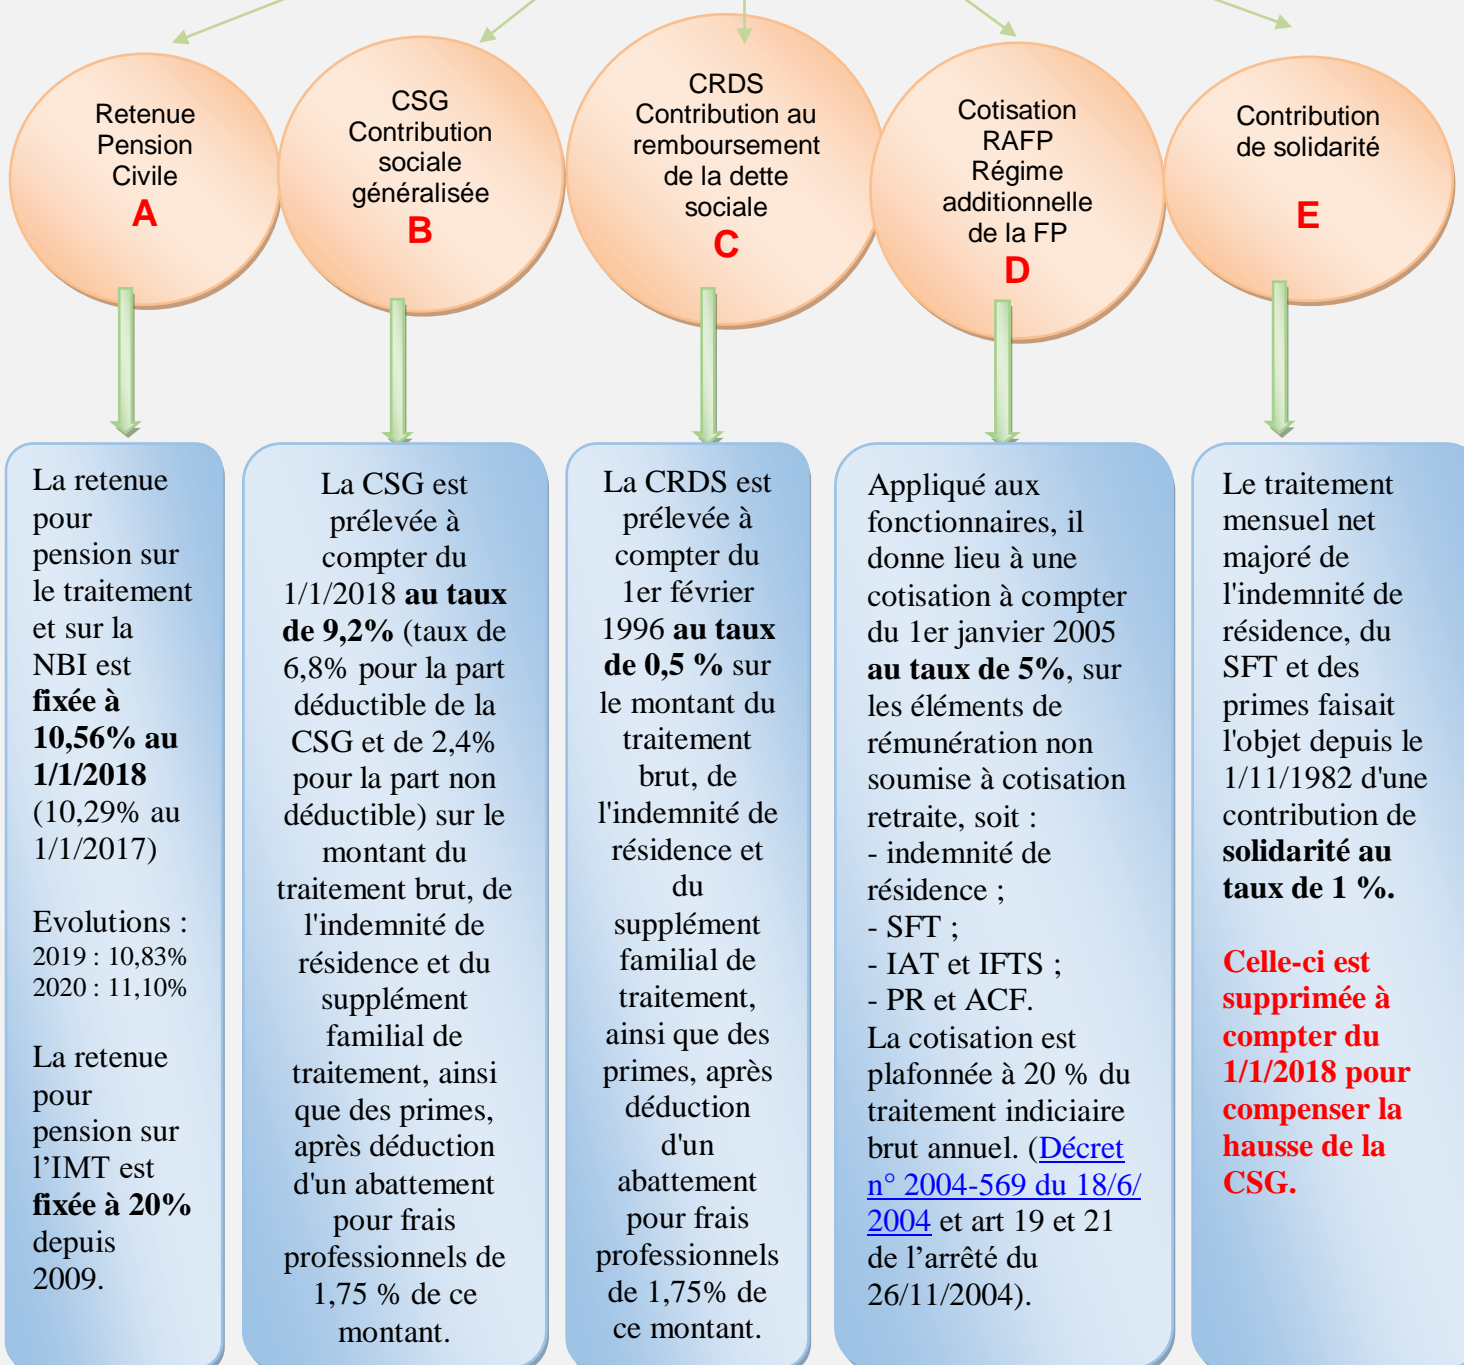 Retenue
Pension
Civile
A
CSG
Contribution
sociale
généralisée
B
CRDS
Contribution au
remboursement
de la dette
sociale
C
Cotisation
RAFP
Régime
additionnelle
de la FP
D
Contribution
de solidarité
E
La retenue
pour
pension sur
le traitement
et sur la
NBI est
fixée à
10,56% au
1/1/2018
(10,29% au
1/1/2017)
Evolutions :
2019 : 10,83%
2020 : 11,10%
La retenue
pour
pension sur
l’IMT est
fixée à 20%
depuis
2009.
La CSG est
prélevée à
compter du
1/1/2018 au taux
de 9,2% (taux de
6,8% pour la part
déductible de la
CSG et de 2,4%
pour la part non
déductible) sur le
montant du
traitement brut, de
l'indemnité de
résidence et du
supplément
familial de
traitement, ainsi
que des primes,
après déduction
d'un abattement
pour frais
professionnels de
1,75 % de ce
montant.
La CRDS est
prélevée à
compter du
1er février
1996 au taux
de 0,5 % sur
le montant du
traitement
brut, de
l'indemnité de
résidence et
du
supplément
familial de
traitement,
ainsi que des
primes, après
déduction
d'un
abattement
pour frais
professionnels
de 1,75% de
ce montant.
Appliqué aux
fonctionnaires, il
donne lieu à une
cotisation à compter
du 1er janvier 2005
au taux de 5%, sur
les éléments de
rémunération non
soumise à cotisation
retraite, soit :
- indemnité de
résidence ;
- SFT ;
- IAT et IFTS ;
- PR et ACF.
La cotisation est
plafonnée à 20 % du
traitement indiciaire
brut annuel. (Décret
n° 2004-569 du 18/6/
2004 et art 19 et 21
de l’arrêté du
26/11/2004).
Le traitement
mensuel net
majoré de
l'indemnité de
résidence, du
SFT et des
primes faisait
l'objet depuis le
1/11/1982 d'une
contribution de
solidarité au
taux de 1 %.
Celle-ci est
supprimée à
compter du
1/1/2018 pour
compenser la
hausse de la
CSG.